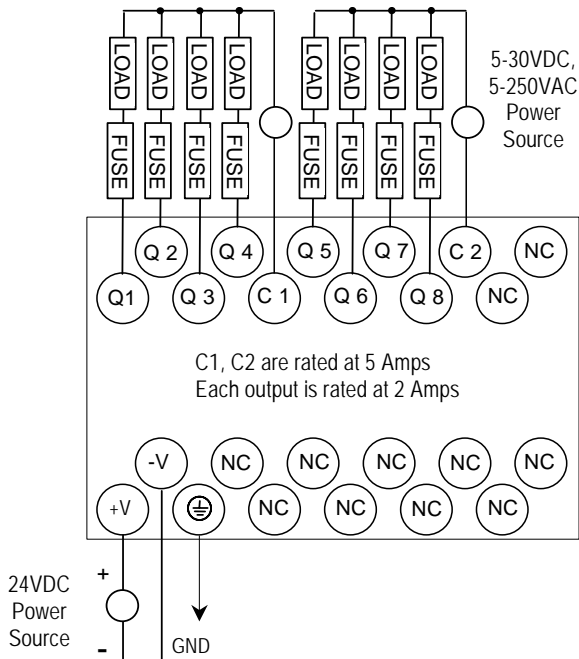 LOAD LOAD LOAD LOAD LOAD LOAD LOAD LOAD
5-30VDC,
5-250VAC
Power
Source
FUSE FUSE FUSE FUSE FUSE FUSE FUSE FUSE
Q 2 Q 4 Q 5 Q 7 C 2 NC
Q1 Q 3 C 1 Q 6 Q 8 NC
C1, C2 are rated at 5 Amps
Each output is rated at 2 Amps
-V NC NC NC NC NC
+V NC NC NC NC
24VDC
Power
Source
+
-
GND